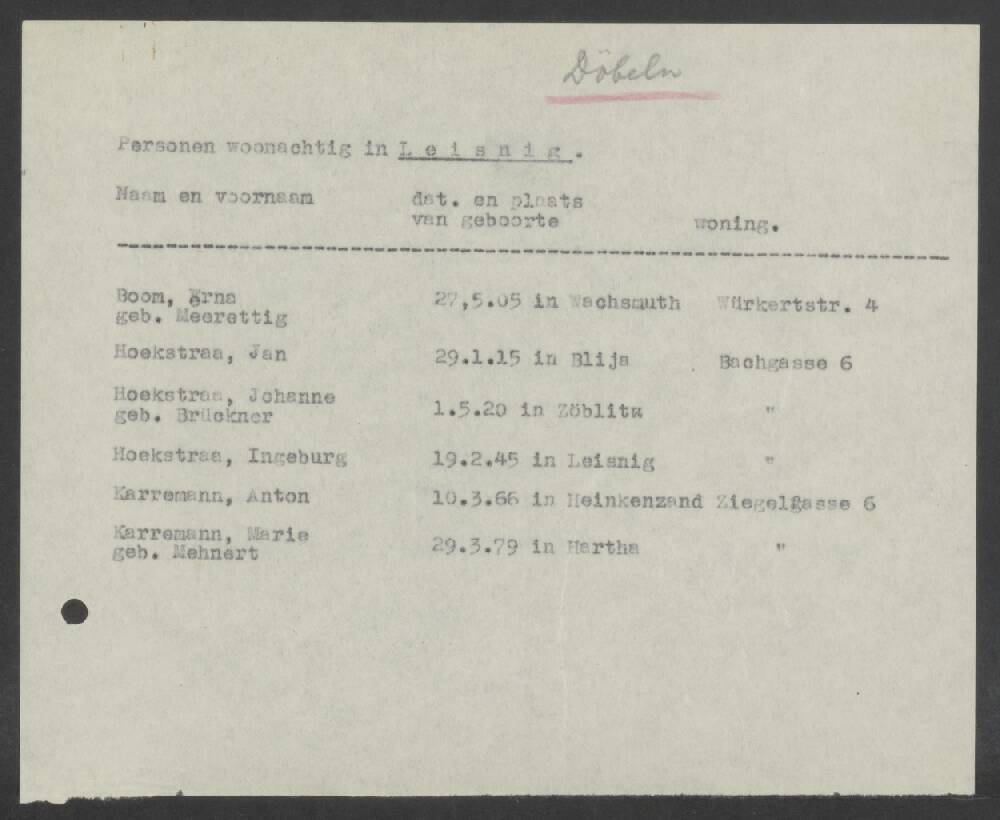 Döbeln
Personen woonachtig in Leisnig.
Naam en voornaam dat. en plaats
van geboorte woning.
Boom, Erna 27,5.05 in Wachsmuth Würkertstr. 4
geb. Meerettig
Hoekstraa, Jan 29.1.15 in Blija Bachgasse 6
Hoekstraa, Johanne
geb. Brückner 1.5.20 in Zöblitz "
Hoekstraa, Ingeburg 19.2.45 in Leisnig "
Karremann, Anton 10.3.66 in Heinkenzand Ziegelgasse 6
Karremann, Marie
geb. Mehnert 29.3.79 in Hartha "